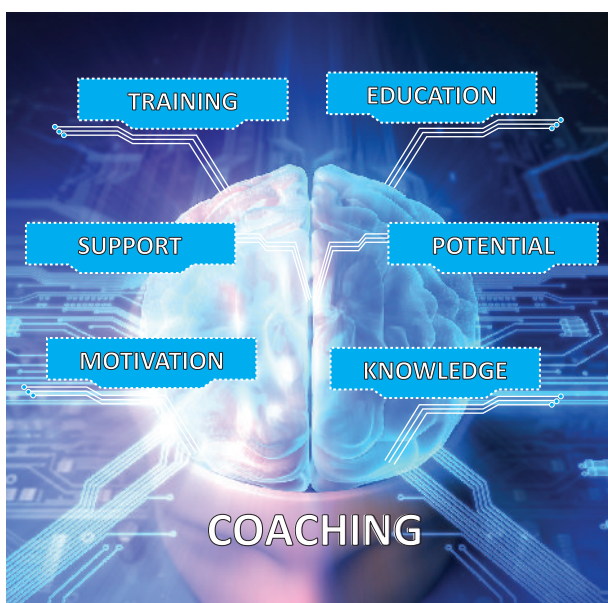 TRAINING
EDUCATION
SUPPORT
POTENTIAL
MOTIVATION
KNOWLEDGE
COACHING